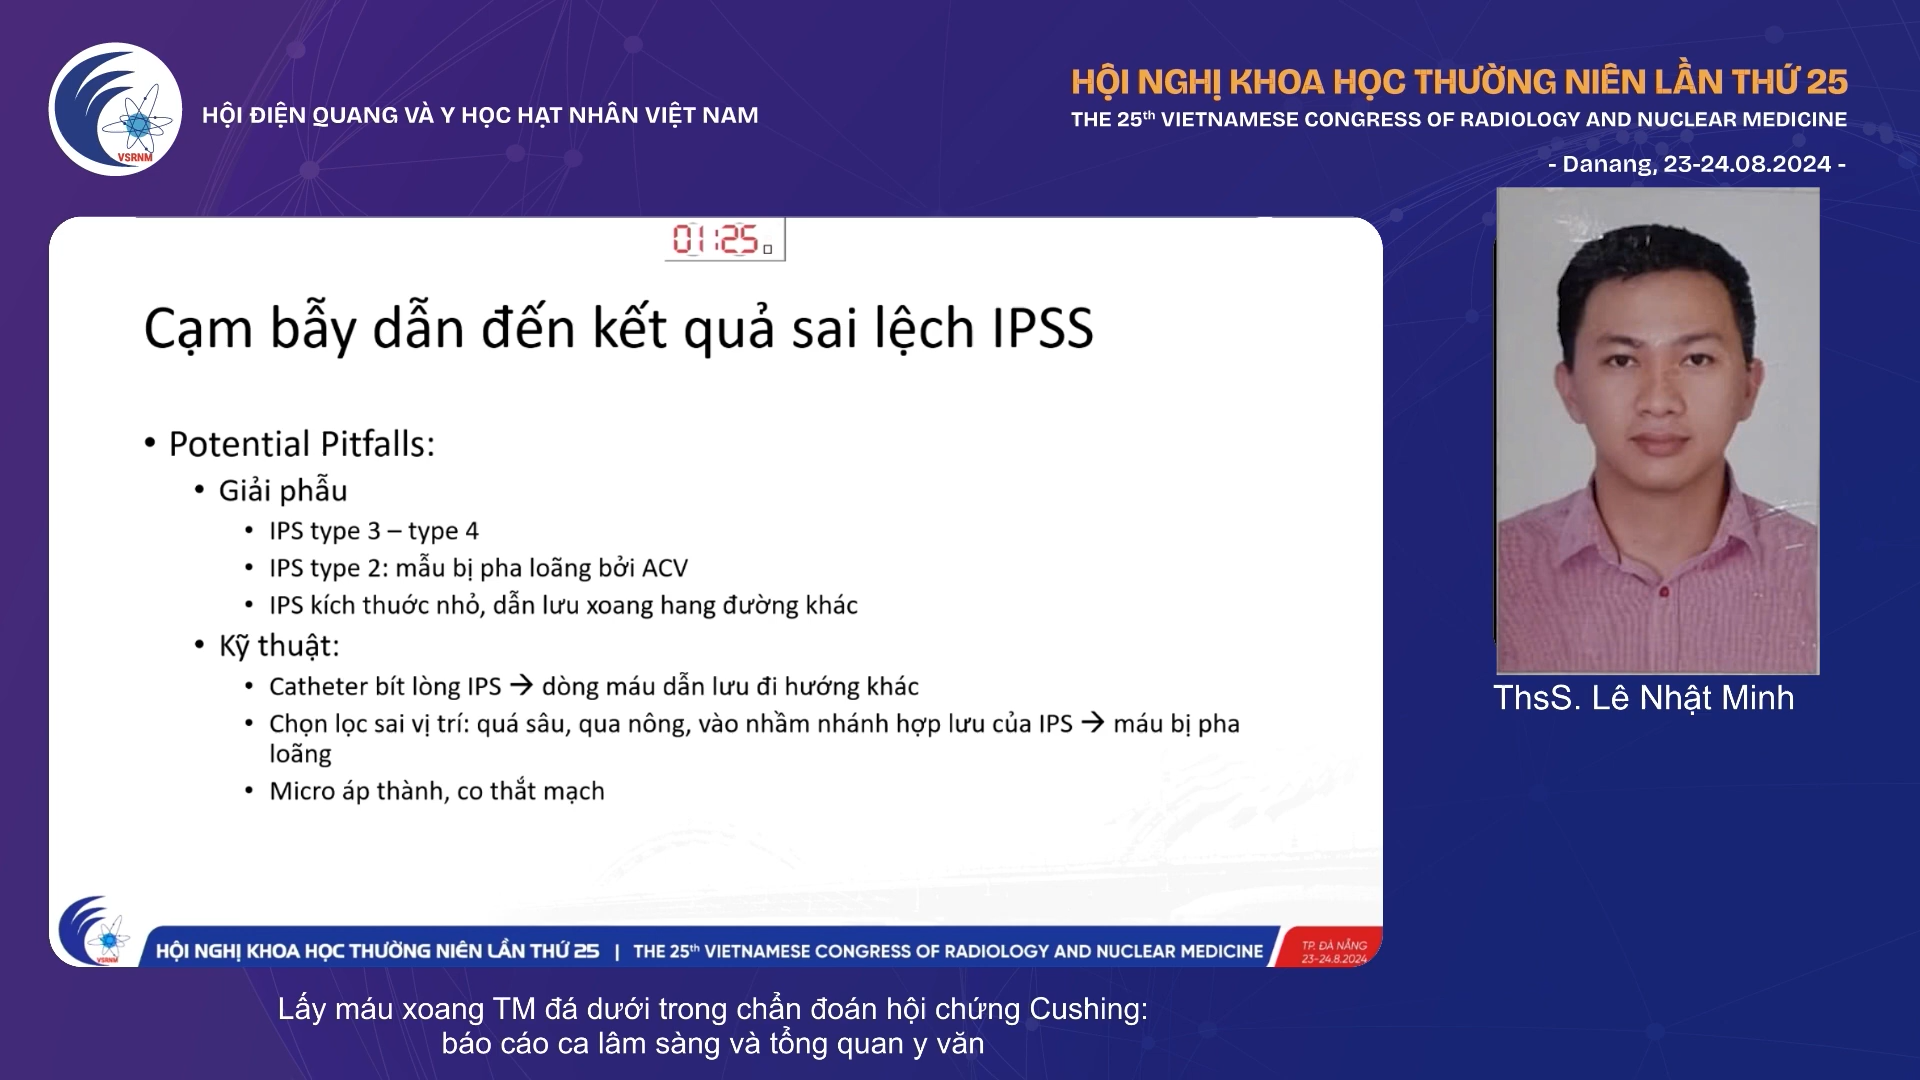 VSRNM
HỘI ĐIỆN QUANG VÀ Y HỌC HẠT NHÂN VIỆT NAM
HỘI NGHỊ KHOA HỌC THƯỜNG NIÊN LẦN THỨ 25
THE 25th VIETNAMESE CONGRESS OF RADIOLOGY AND NUCLEAR MEDICINE
- Danang, 23-24.08.2024 -
01:25
Cạm bẫy dẫn đến kết quả sai lệch IPSS
• Potential Pitfalls:
• Giải phẫu
• IPS type 3 – type 4
• IPS type 2: mẫu bị pha loãng bởi ACV
• IPS kích thước nhỏ, dẫn lưu xoang hang đường khác
• Kỹ thuật:
• Catheter bít lòng IPS → dòng máu dẫn lưu đi hướng khác
• Chọn lọc sai vị trí: quá sâu, qua nông, vào nhầm nhánh hợp lưu của IPS → máu bị pha
loãng
• Micro áp thành, co thắt mạch
ThsS. Lê Nhật Minh
VSRNM
HỘI NGHỊ KHOA HỌC THƯỜNG NIÊN LẦN THỨ 25 | THE 25th VIETNAMESE CONGRESS OF RADIOLOGY AND NUCLEAR MEDICINE
TP. ĐÀ NẴNG
23-24.8.2024
Lấy máu xoang TM đá dưới trong chẩn đoán hội chứng Cushing:
báo cáo ca lâm sàng và tổng quan y văn